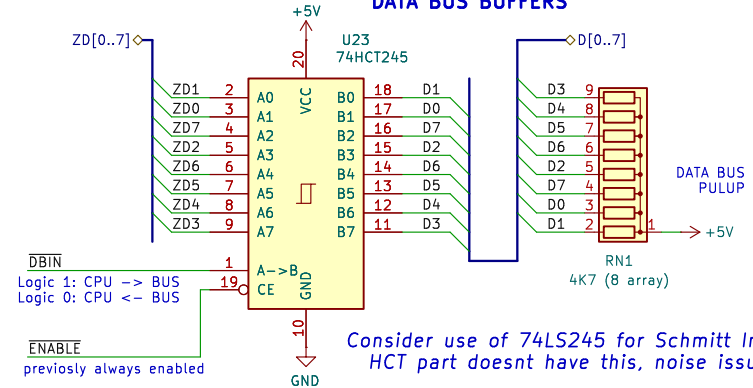 DATA BUS BUFFERS
+5V
ZD[0..7]
U23
74HCT245
D[0..7]
20
VCC
ZD1 2 A0 B0 18 D1
ZD0 3 A1 B1 17 D0
ZD7 4 A2 B2 16 D7
ZD2 5 A3 B3 15 D2
ZD6 6 A4 B4 14 D6
ZD5 7 A5 B5 13 D5
ZD4 8 A6 B6 12 D4
ZD3 9 A7 B7 11 D3
D3 9
D4 8
D5 7
D6 6
D2 5
D7 4
D0 3
D1 2
1
+5V
DATA BUS
PULUP
RN1
4K7 (8 array)
DBIN 1 A->B
Logic 1: CPU -> BUS
Logic 0: CPU <- BUS
19 CE
GND
10
GND
ENABLE
previosly always enabled
Consider use of 74LS245 for Schmitt In
HCT part doesnt have this, noise issu